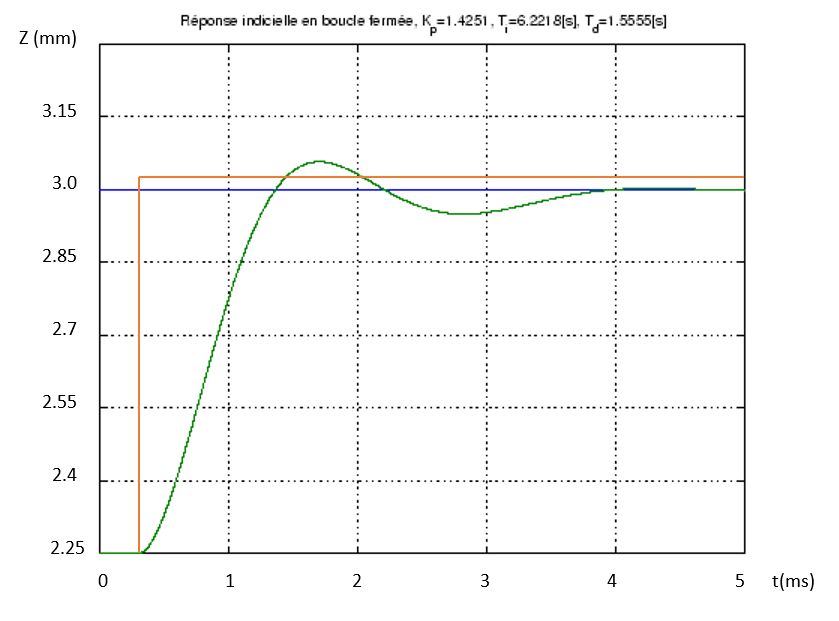 Réponse indicielle en boucle fermée, Kp=1.4251, Ti=6.2218[s], Td=1.5555[s]
Z (mm)
3.15
3.0
2.85
2.7
2.55
2.4
2.25
0 1 2 3 4 5 t(ms)